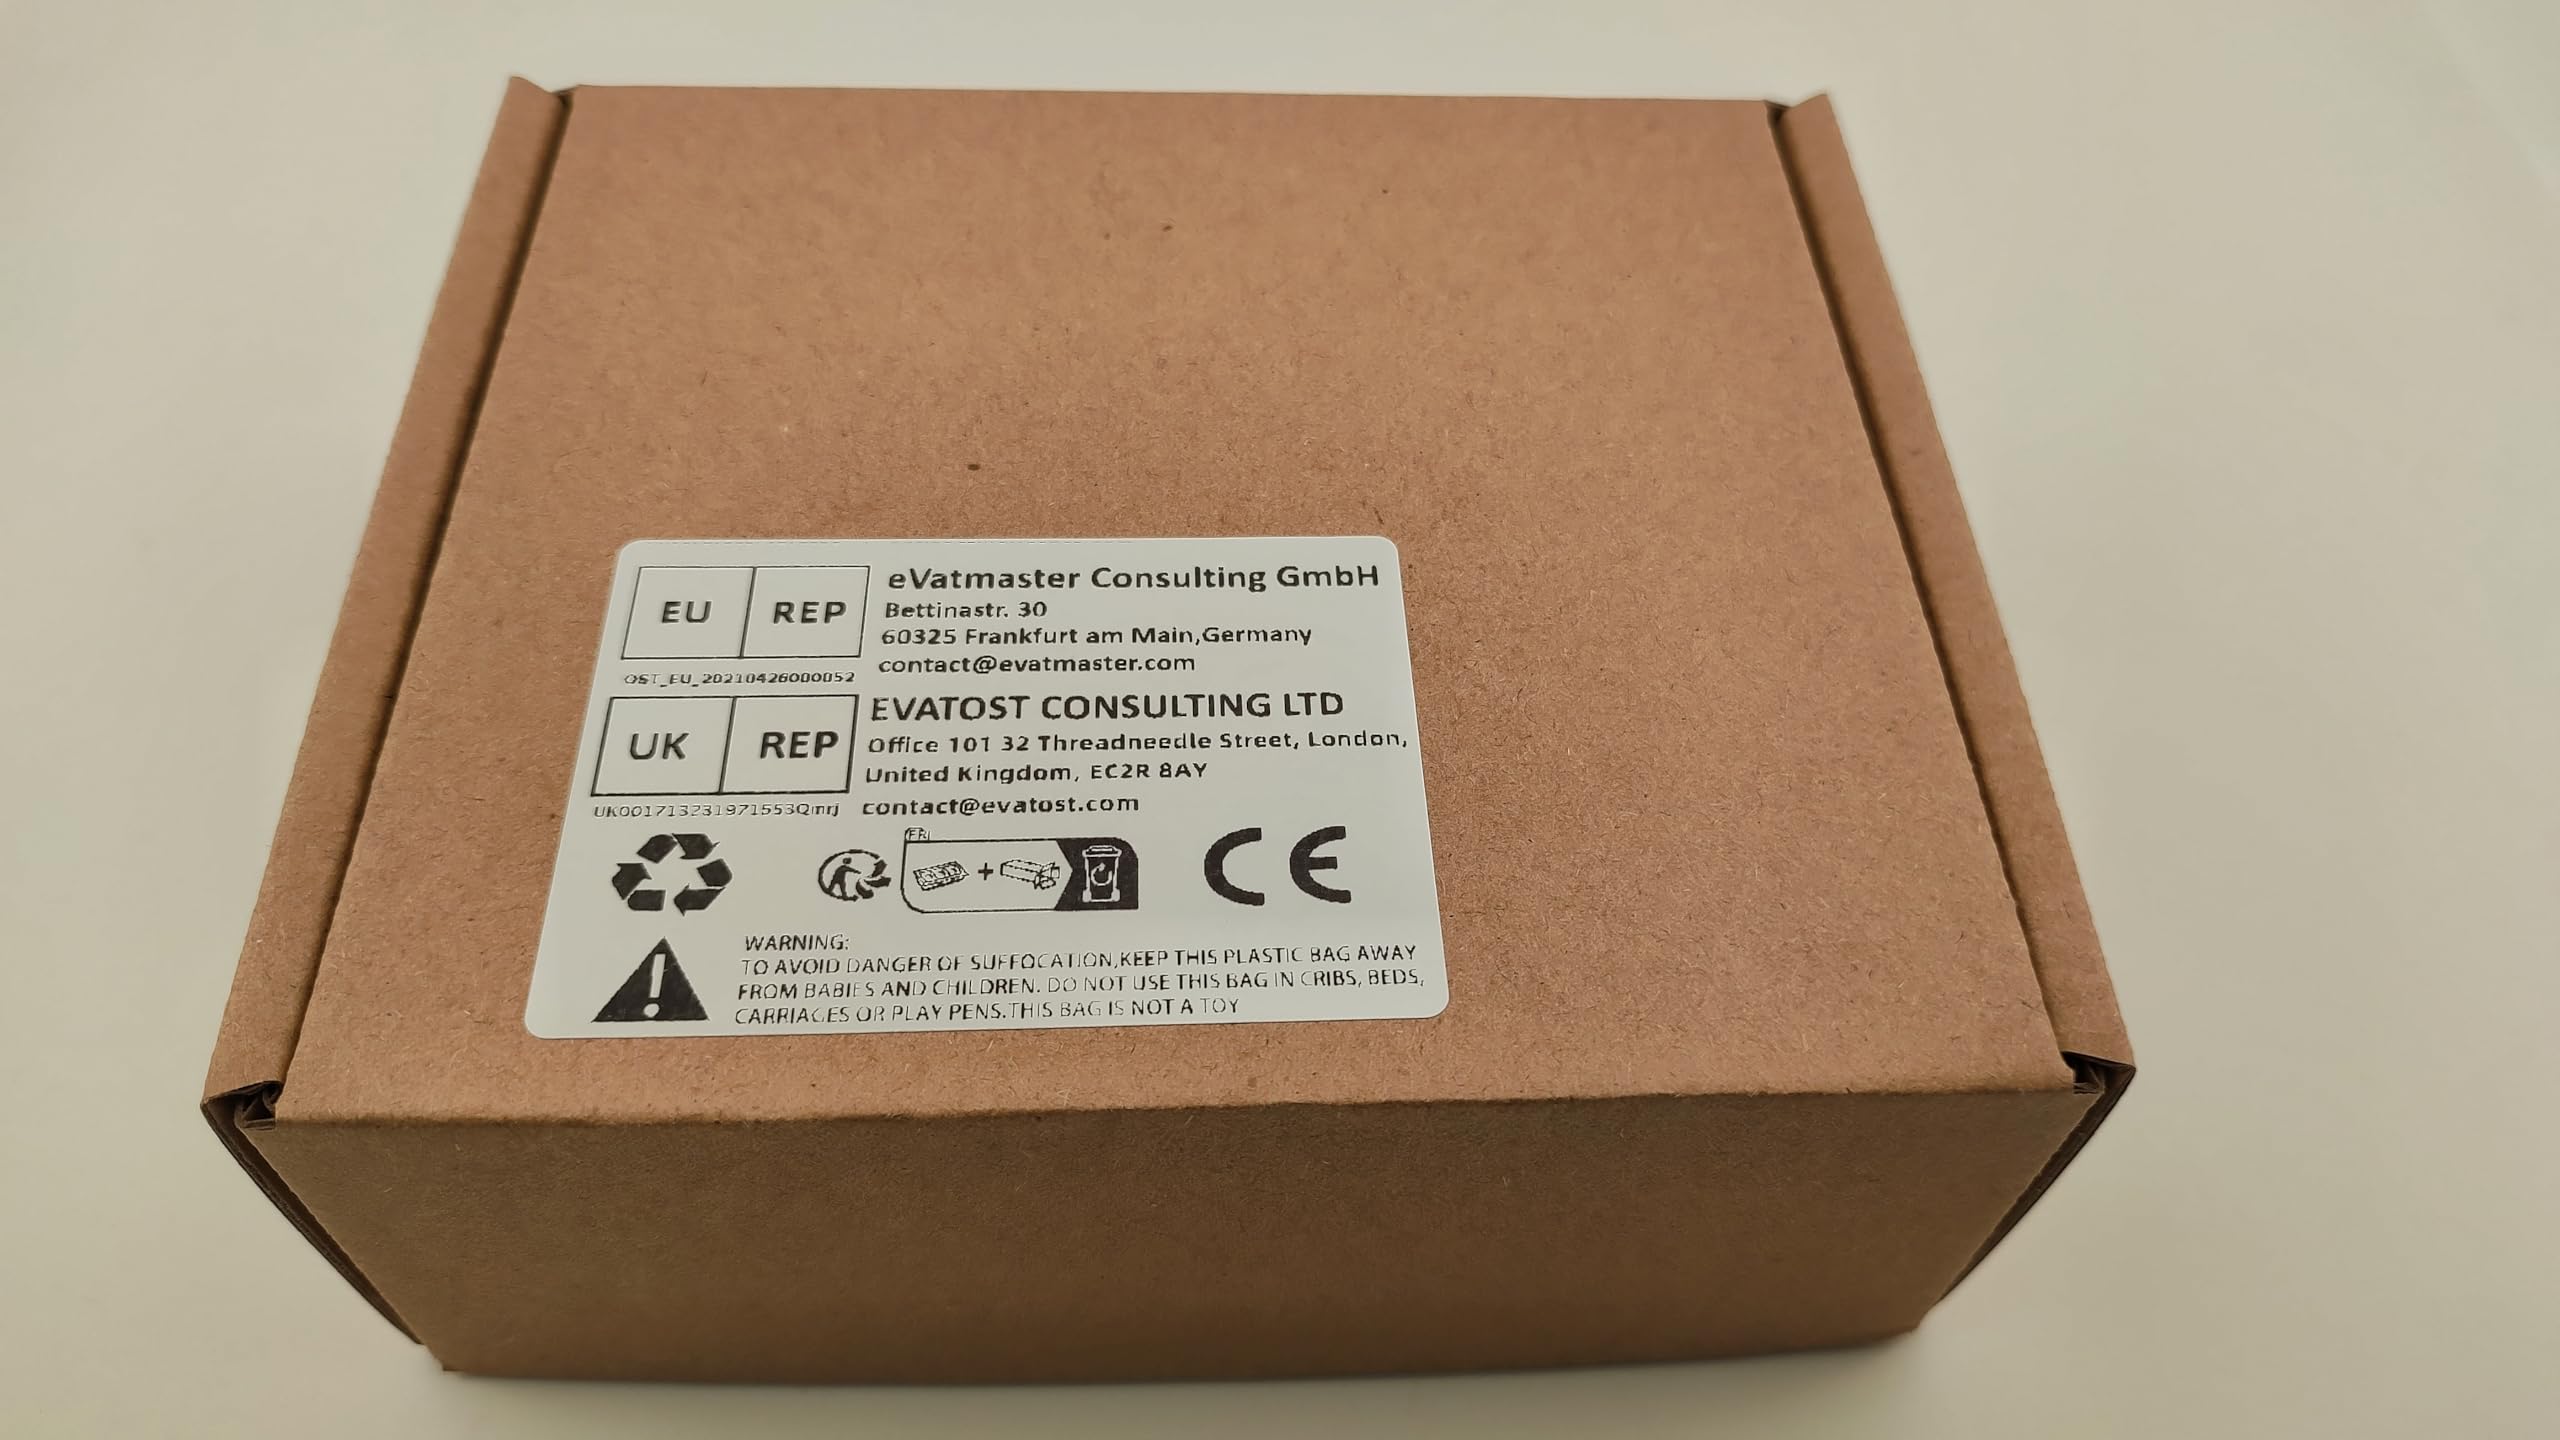 EU REP
eVatmaster Consulting GmbH
Bettinastr. 30
60325 Frankfurt am Main,Germany
contact@evatmaster.com
OST_EU_20210426000052
UK REP
EVATOST CONSULTING LTD
Office 101 32 Threadneedle Street, London,
United Kingdom, EC2R 8AY
contact@evatost.com
UK001713231971553Qmrj
FR
CE
WARNING:
TO AVOID DANGER OF SUFFOCATION,KEEP THIS PLASTIC BAG AWAY
FROM BABIES AND CHILDREN. DO NOT USE THIS BAG IN CRIBS, BEDS,
CARRIAGES OR PLAY PENS.THIS BAG IS NOT A TOY